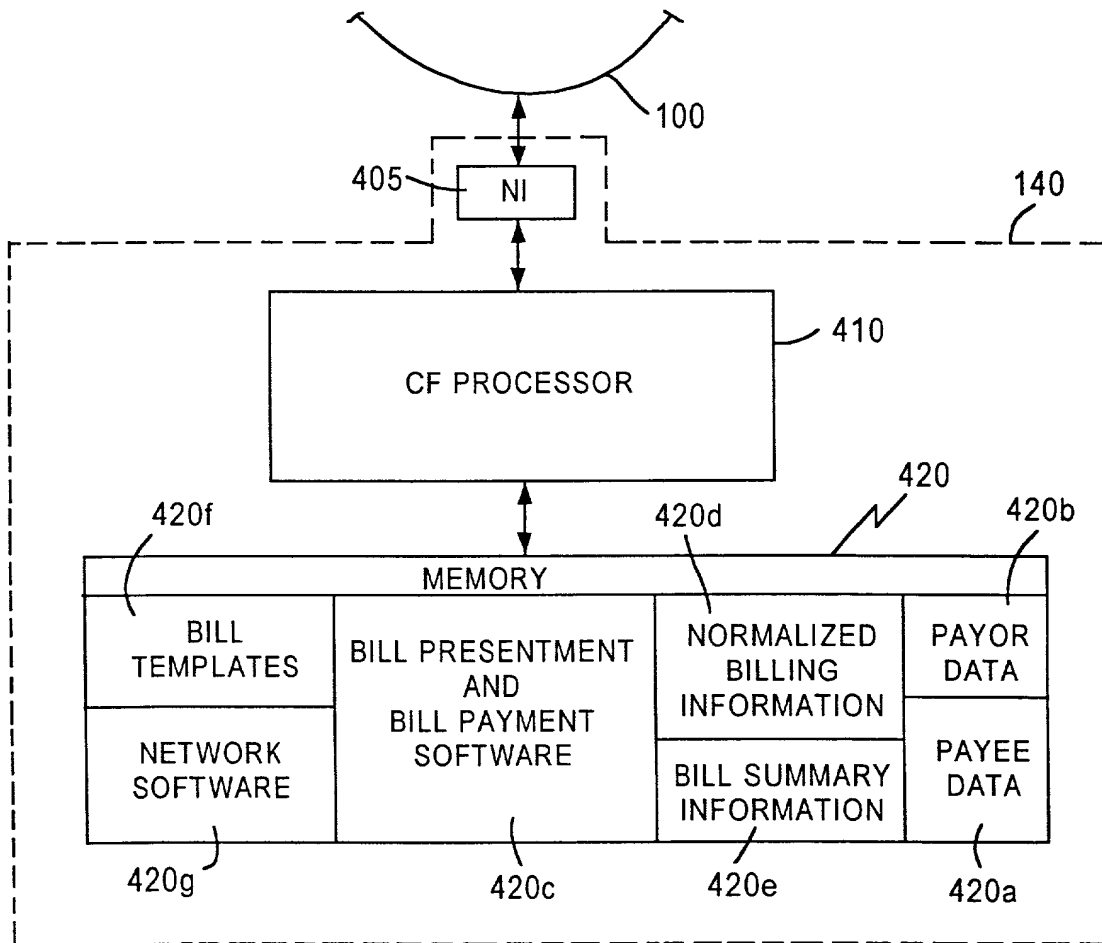 100
405
NI
140
410
CF PROCESSOR
420
420f
420d
420b
MEMORY
BILL
TEMPLATES
BILL PRESENTMENT
AND
BILL PAYMENT
SOFTWARE
NORMALIZED
BILLING
INFORMATION
PAYOR
DATA
NETWORK
SOFTWARE
BILL SUMMARY
INFORMATION
PAYEE
DATA
420g
420c
420e
420a